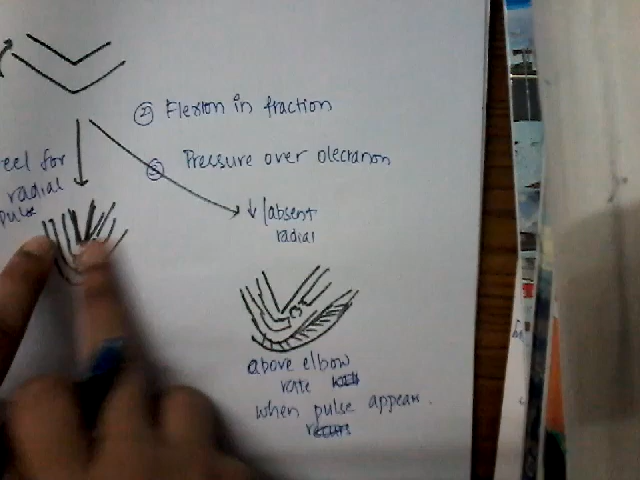 ② Flexion in fraction
③ Pressure over olecranon
eel for
radial
pulse
↓/absent
radial
above elbow
rate
when pulse appear.